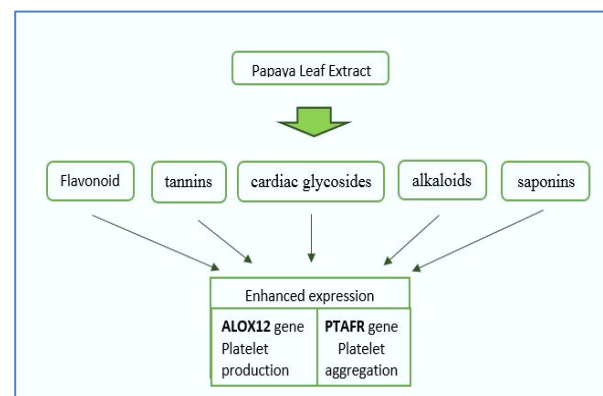 Papaya Leaf Extract
Flavonoid
tannins
cardiac glycosides
alkaloids
saponins
Enhanced expression
ALOX12 gene
Platelet
production
PTAFR gene
Platelet
aggregation